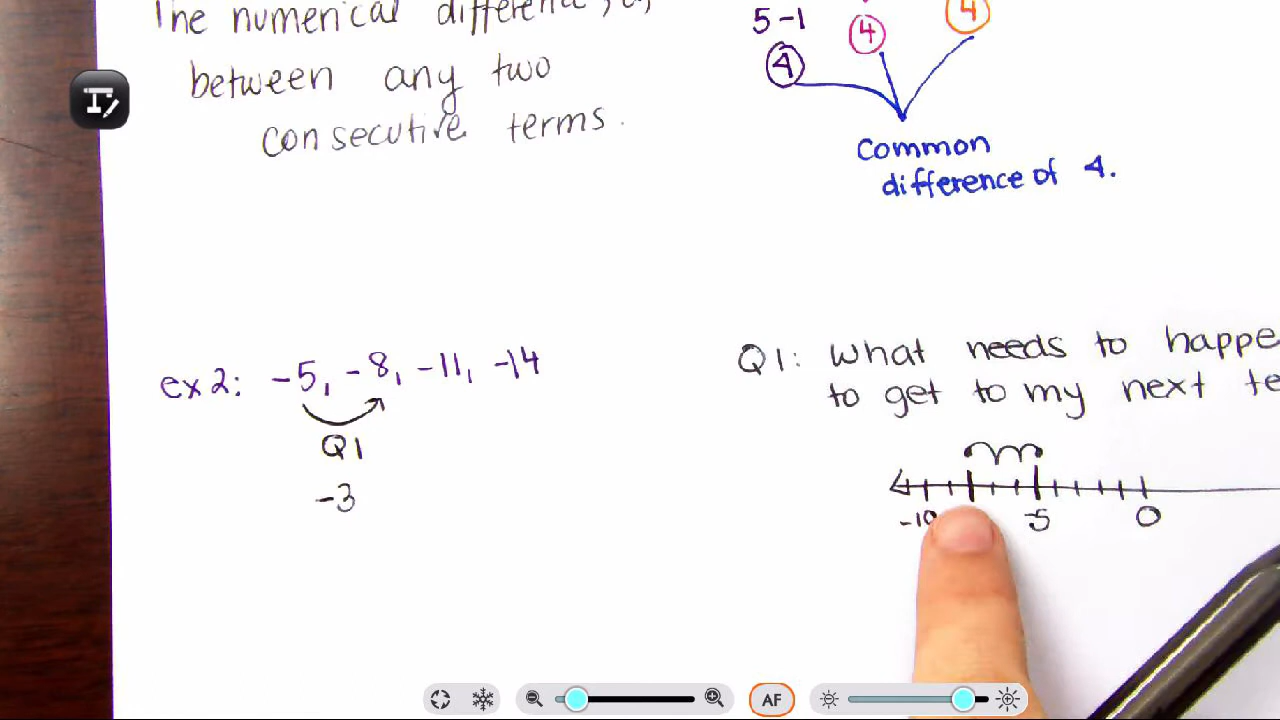 The numerical difference, d,
between any two
consecutive terms.
5-1
4
4
4
Common
difference of 4.
ex 2: -5, -8, -11, -14
Q1
-3
Q1: What needs to
to get to my next
-10 -5 0
AF